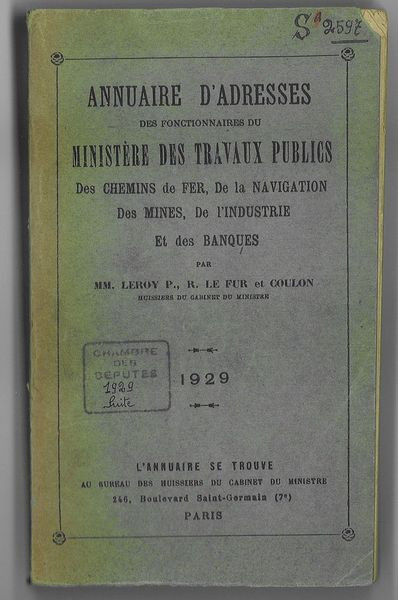 Sª 2597
ANNUAIRE D'ADRESSES
DES FONCTIONNAIRES DU
MINISTÈRE DES TRAVAUX PUBLICS
Des CHEMINS de FER, De la NAVIGATION
Des MINES, De l'INDUSTRIE
Et des BANQUES
PAR
MM. LEROY P., R. LE FUR et COULON
HUISSIERS DU CABINET DU MINISTRE
CHAMBRE
DES
DÉPUTÉS
1929
Suite
1929
L'ANNUAIRE SE TROUVE
AU BUREAU DES HUISSIERS DU CABINET DU MINISTRE
246, Boulevard Saint-Germain (7ᵉ)
PARIS